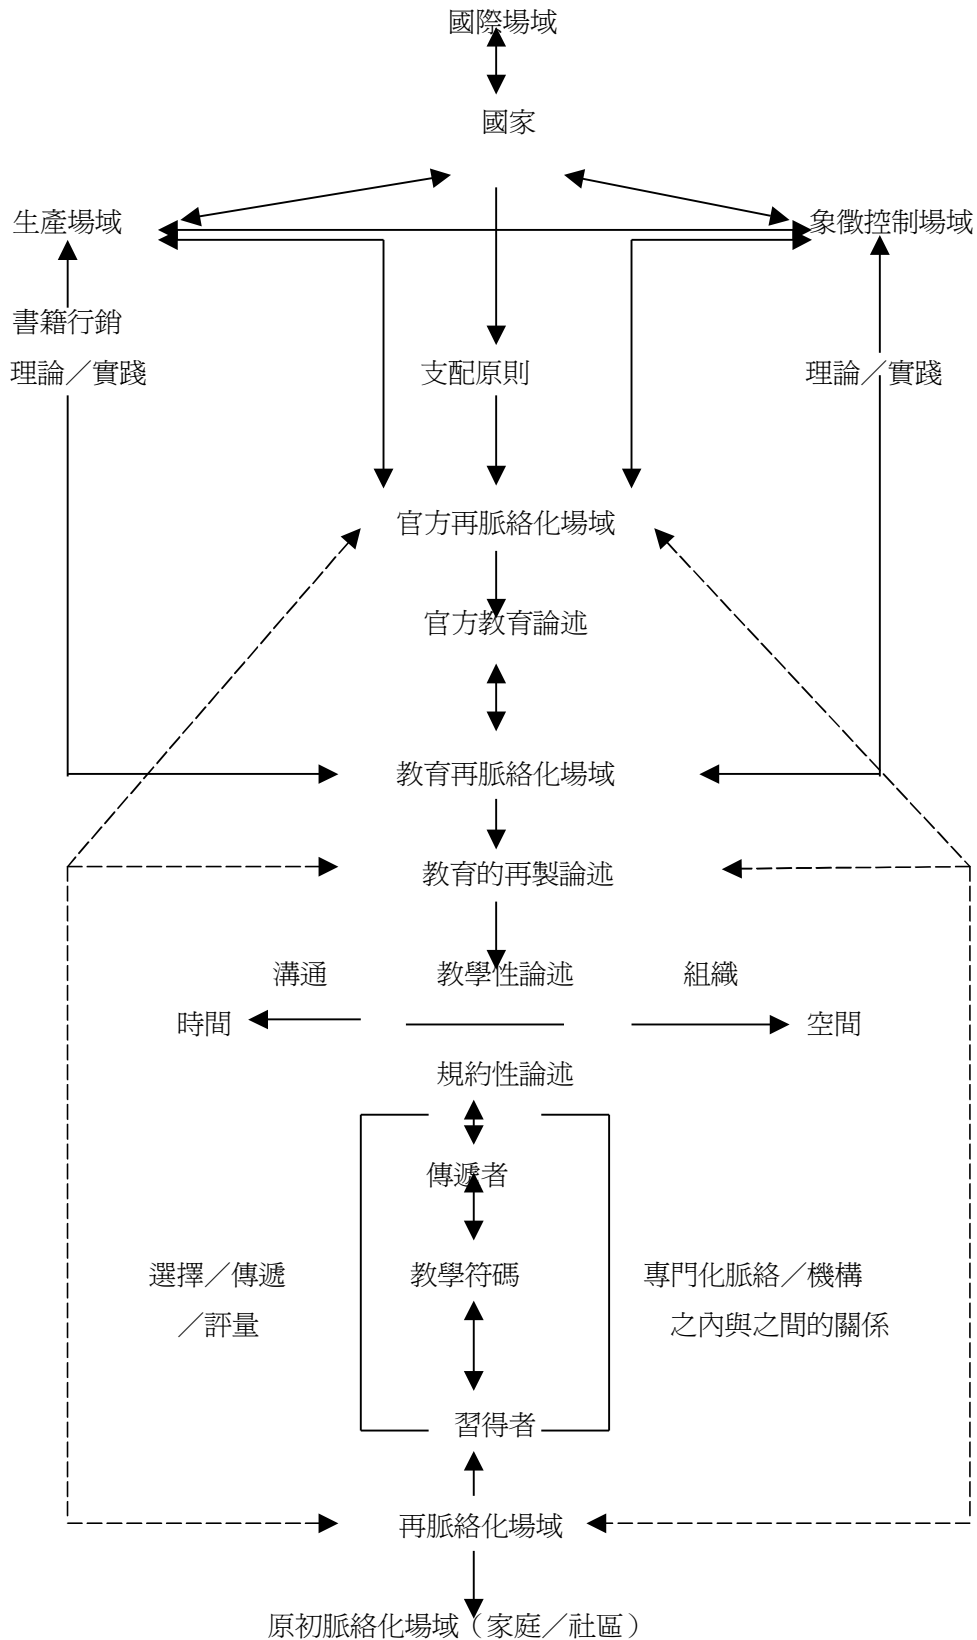 國際場域
國家
生產場域
象徵控制場域
書籍行銷
理論／實踐
支配原則
理論／實踐
官方再脈絡化場域
官方教育論述
教育再脈絡化場域
教育的再製論述
溝通
教學性論述
組織
時間
空間
規約性論述
傳遞者
選擇／傳遞
／評量
教學符碼
專門化脈絡／機構
之內與之間的關係
習得者
再脈絡化場域
原初脈絡化場域（家庭／社區）